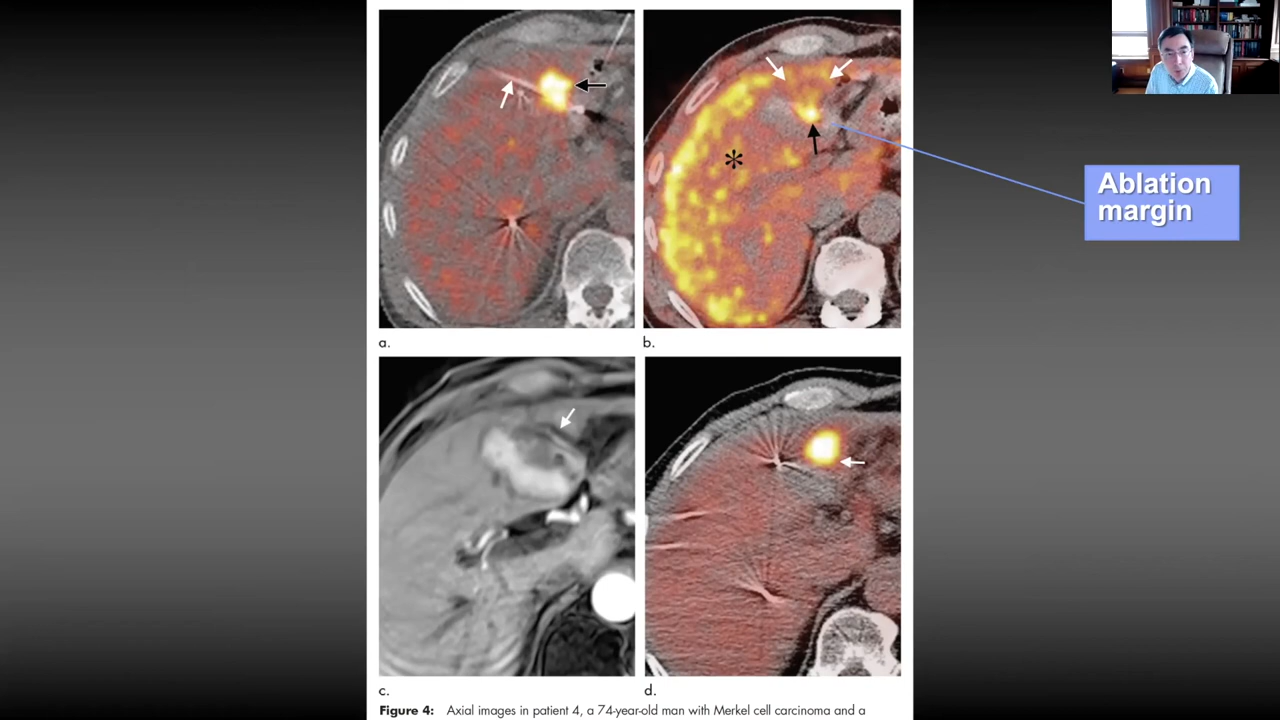 Ablation
margin
a.
b.
c.
d.
Figure 4: Axial images in patient 4, a 74-year-old man with Merkel cell carcinoma and a